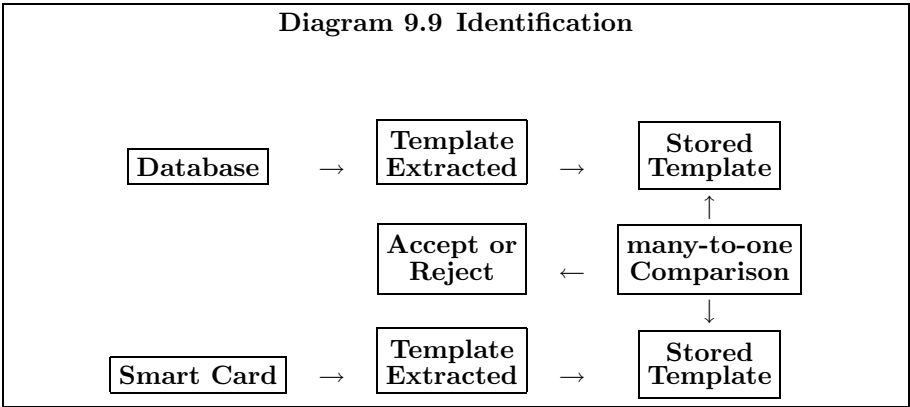 Diagram 9.9 Identification
Database → Template Extracted → Stored Template
↑
Accept or Reject ← many-to-one Comparison
↓
Smart Card → Template Extracted → Stored Template